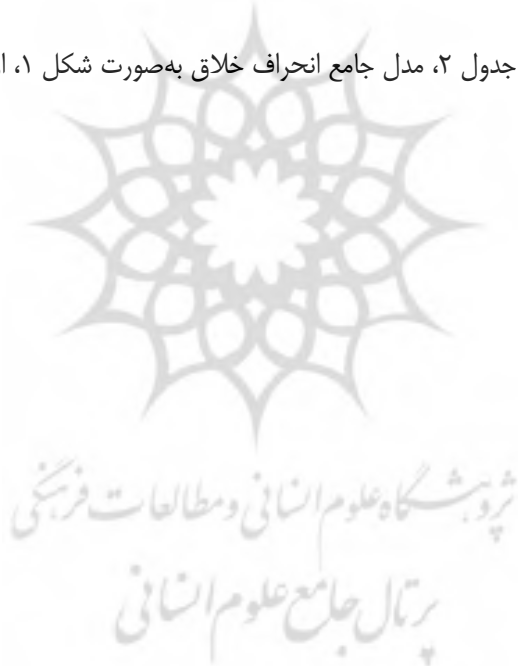 جدول ۲، مدل جامع انحراف خلاق به‌صورت شکل ۱، ا
پژوهشگاه علوم انسانی و مطالعات فرهنگی
پرتال جامع علوم انسانی